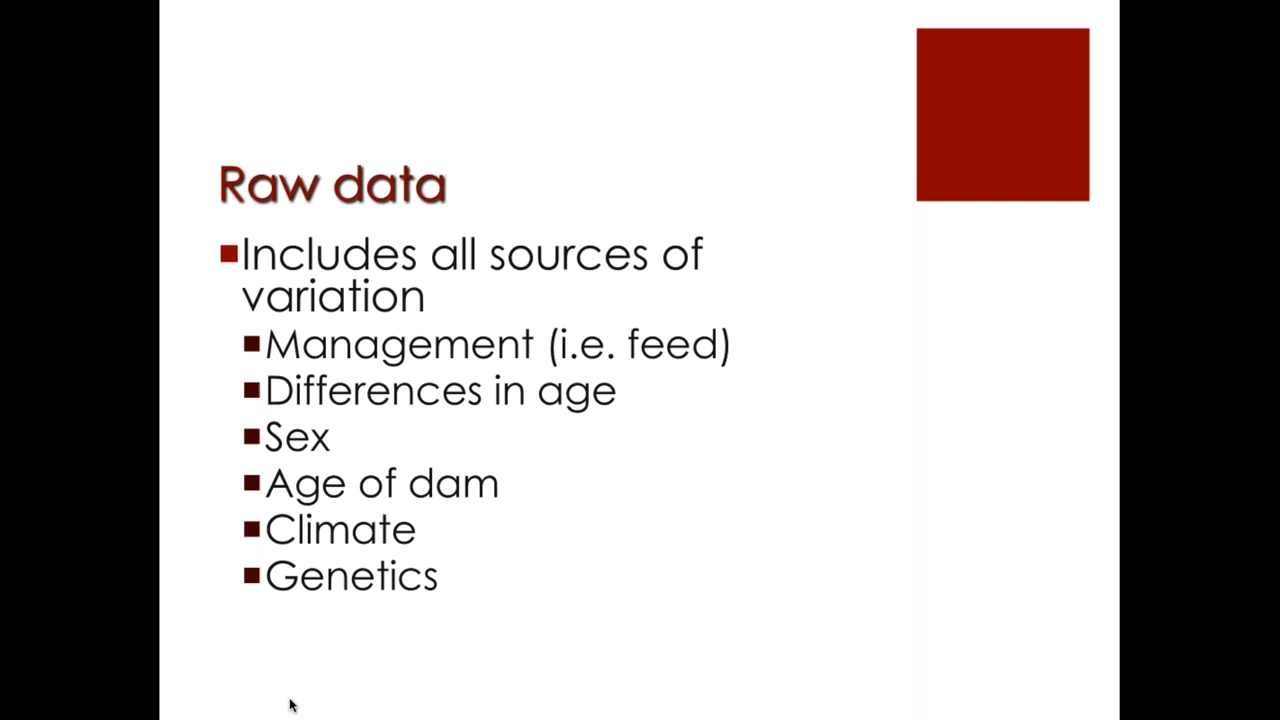 Raw data
Includes all sources of
variation
Management (i.e. feed)
Differences in age
Sex
Age of dam
Climate
Genetics